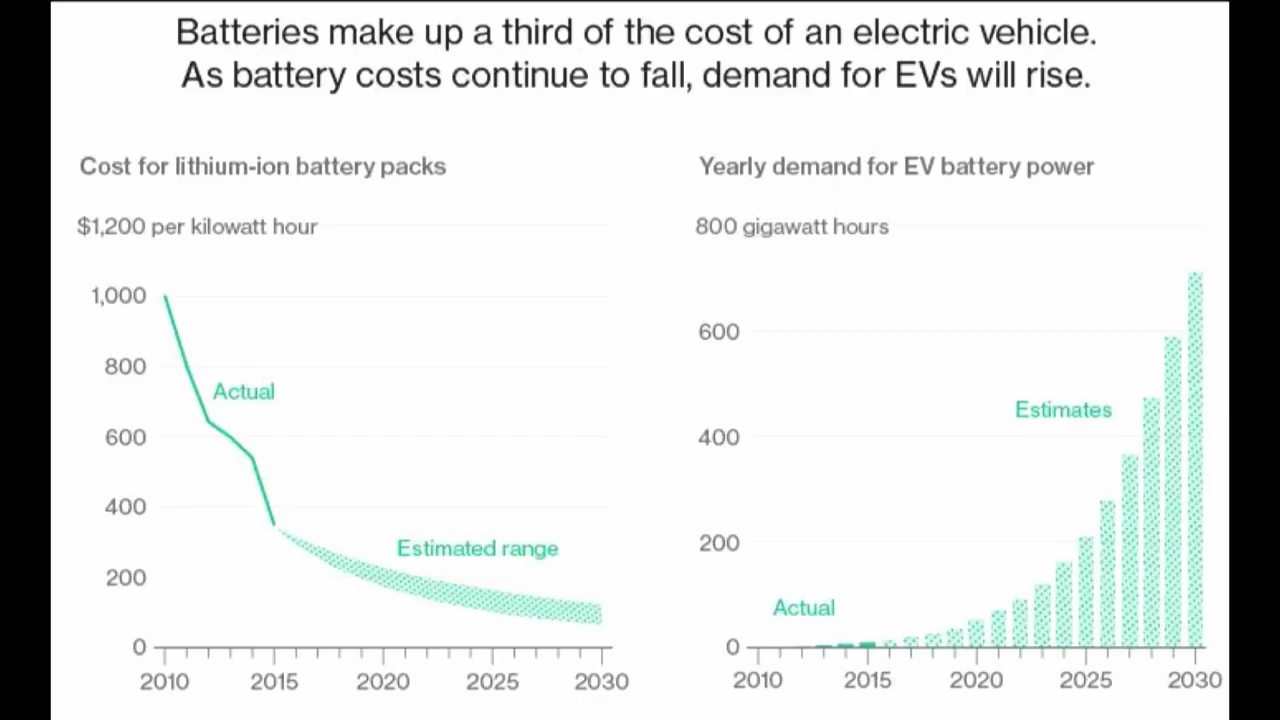 Batteries make up a third of the cost of an electric vehicle.
As battery costs continue to fall, demand for EVs will rise.
Cost for lithium-ion battery packs
$1,200 per kilowatt hour
1,000
800
Actual
600
400
Estimated range
200
0
2010 2015 2020 2025 2030
Yearly demand for EV battery power
800 gigawatt hours
600
Estimates
400
200
Actual
0
2010 2015 2020 2025 2030